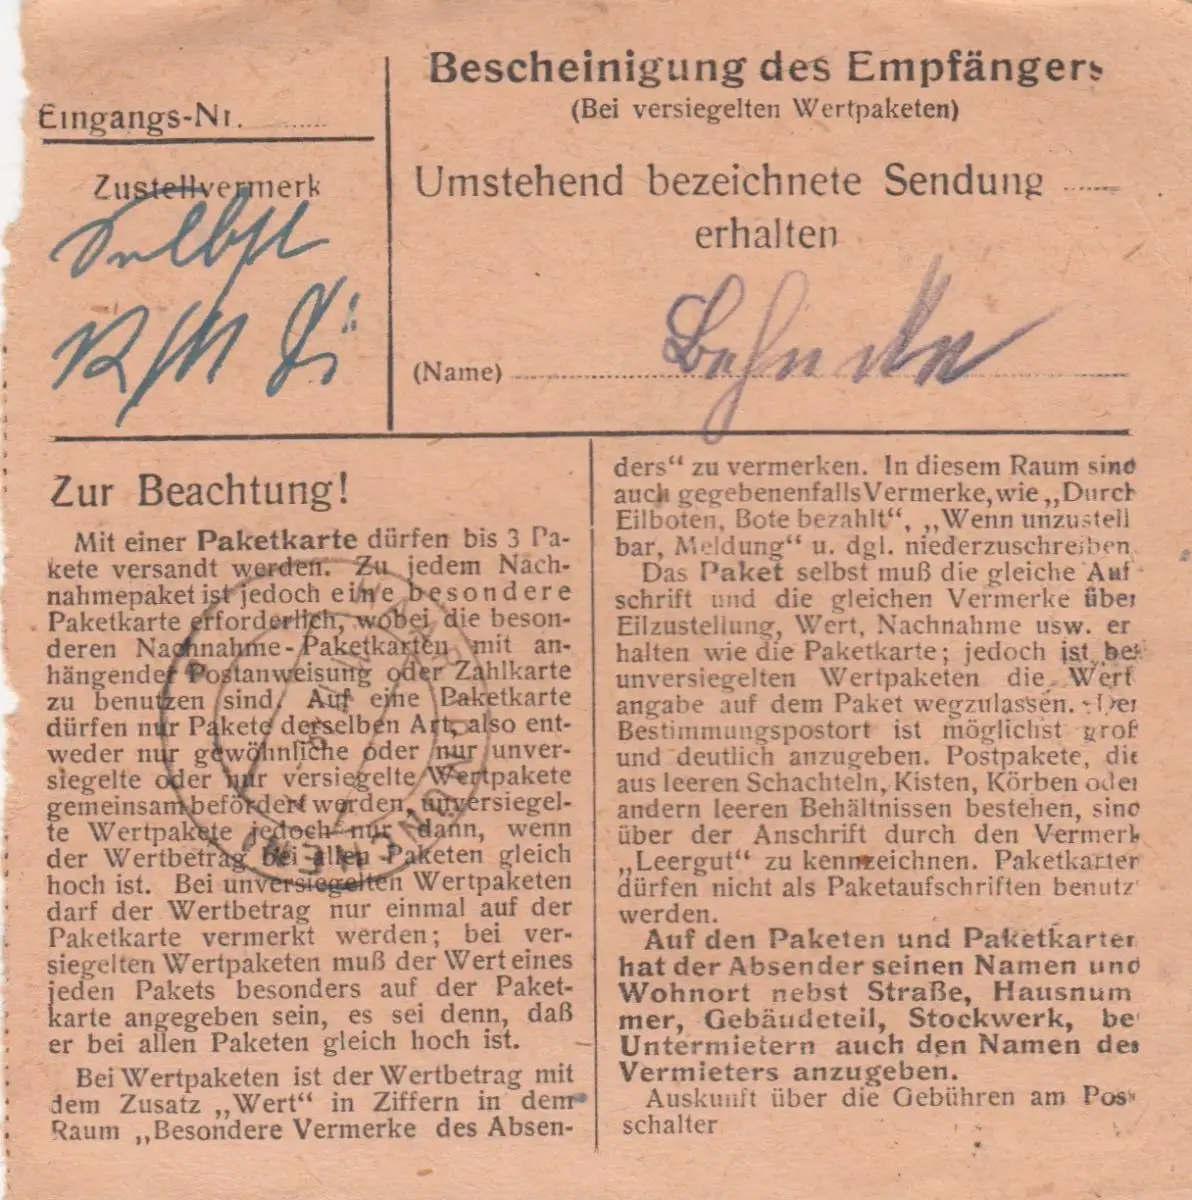 Eingangs-Nr. ........
Zustellvermerk
Selbst
Bescheinigung des Empfängers
(Bei versiegelten Wertpaketen)
Umstehend bezeichnete Sendung ........
erhalten
(Name)
Zur Beachtung!
Mit einer Paketkarte dürfen bis 3 Pa-
kete versandt werden. Zu jedem Nach-
nahmepaket ist jedoch eine besondere
Paketkarte erforderlich, wobei die beson-
deren Nachnahme-Paketkarten mit an-
hängender Postanweisung oder Zahlkarte
zu benutzen sind. Auf eine Paketkarte
dürfen nur Pakete derselben Art, also ent-
weder nur gewöhnliche oder nur unver-
siegelte oder nur versiegelte Wertpakete
gemeinsam befördert werden, unversiegel-
te Wertpakete jedoch nur dann, wenn
der Wertbetrag bei allen Paketen gleich
hoch ist. Bei unversiegelten Wertpaketen
darf der Wertbetrag nur einmal auf der
Paketkarte vermerkt werden; bei ver-
siegelten Wertpaketen muß der Wert eines
jeden Pakets besonders auf der Paket-
karte angegeben sein, es sei denn, daß
er bei allen Paketen gleich hoch ist.
Bei Wertpaketen ist der Wertbetrag mit
dem Zusatz „Wert“ in Ziffern in dem
Raum „Besondere Vermerke des Absen-
ders“ zu vermerken. In diesem Raum sind
auch gegebenenfalls Vermerke, wie „Durch
Eilboten, Bote bezahlt“, „Wenn unzustell
bar, Meldung“ u. dgl. niederzuschreiben
Das Paket selbst muß die gleiche Auf-
schrift und die gleichen Vermerke über
Eilzustellung, Wert, Nachnahme usw. er
halten wie die Paketkarte; jedoch ist bei
unversiegelten Wertpaketen die Wert
angabe auf dem Paket wegzulassen. Der
Bestimmungspostort ist möglichst groß
und deutlich anzugeben. Postpakete, die
aus leeren Schachteln, Kisten, Körben oder
andern leeren Behältnissen bestehen, sind
über der Anschrift durch den Vermerk
„Leergut“ zu kennzeichnen. Paketkarten
dürfen nicht als Paketaufschriften benutz
werden.
Auf den Paketen und Paketkarten
hat der Absender seinen Namen und
Wohnort nebst Straße, Hausnum
mer, Gebäudeteil, Stockwerk, bei
Untermietern auch den Namen des
Vermieters anzugeben.
Auskunft über die Gebühren am Post
schalter